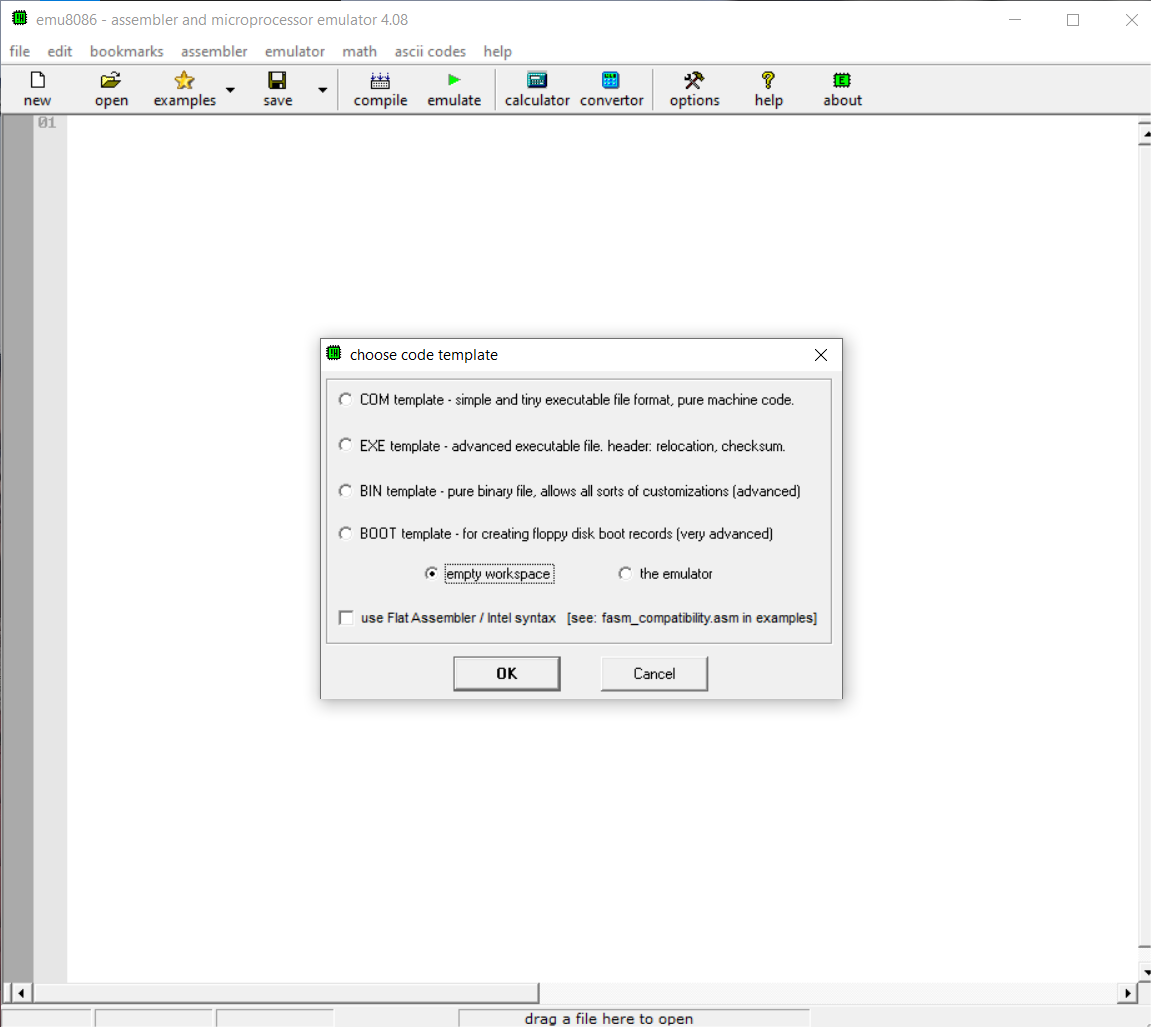 emu8086 - assembler and microprocessor emulator 4.08
file edit bookmarks assembler emulator math ascii codes help
new open examples save compile emulate calculator convertor options help about
01
choose code template
COM template - simple and tiny executable file format, pure machine code.
EXE template - advanced executable file. header: relocation, checksum.
BIN template - pure binary file, allows all sorts of customizations (advanced)
BOOT template - for creating floppy disk boot records (very advanced)
empty workspace the emulator
use Flat Assembler / Intel syntax [see: fasm_compatibility.asm in examples]
OK Cancel
drag a file here to open